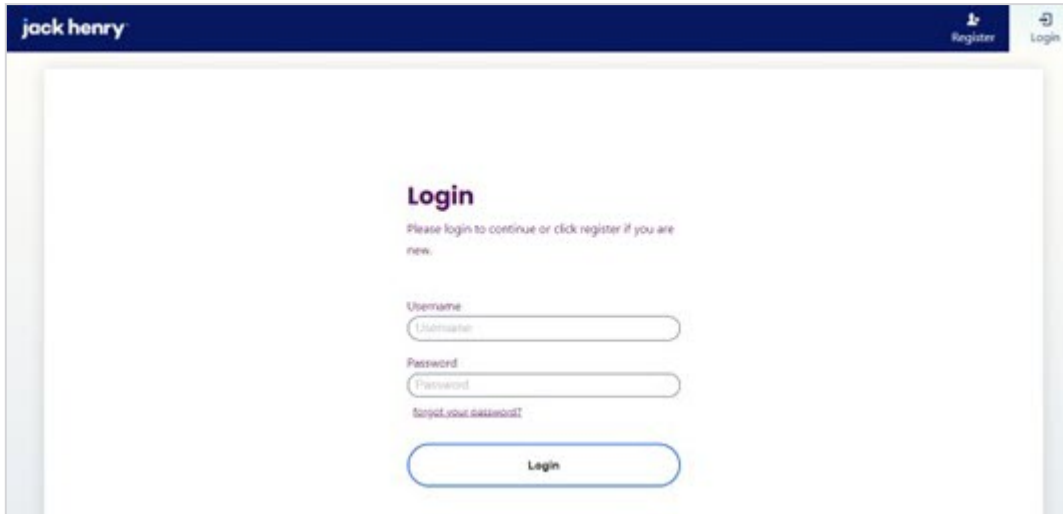 jack henry
Register
Login
Login
Please login to continue or click register if you are
new.
Username
Username
Password
Password
forgot your password?
Login